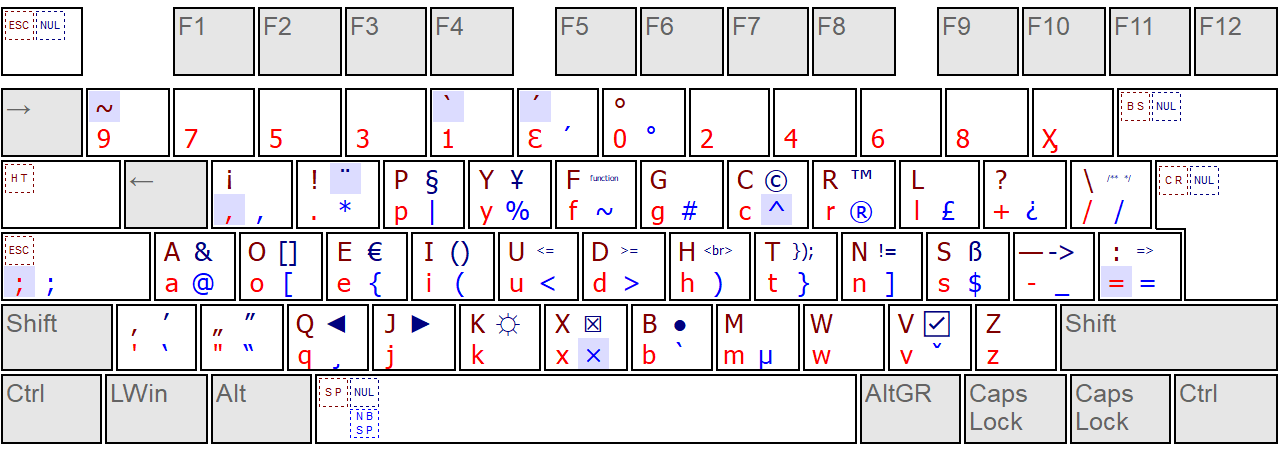 ESC NUL F1 F2 F3 F4 F5 F6 F7 F8 F9 F10 F11 F12
→ ~ ` ´ ° BS NUL
9 7 5 3 1 Ɛ ´ 0 ° 2 4 6 8 Ӽ
HT ← ¡ ! ¨ P § Y ¥ F function G C © R ™ L ? \ /** */ CR NUL
, , . * p | y % f ~ g # c ^ r ® l £ + ¿ / /
ESC A & O [] E € I () U <= D >= H <br> T }); N != S ß — -> : =>
; ; a @ o [ e { i ( u < d > h ) t } n ] s $ - _ = =
Shift ‚ ’ „ ” Q ◄ J ► K ☼ X ☒ B ● M W V ☑ Z Shift
' ‛ " ‟ q ¸ j k x × b ` m µ w v ˇ z
Ctrl LWin Alt SP NUL AltGR Caps Caps Ctrl
NB Lock Lock
SP